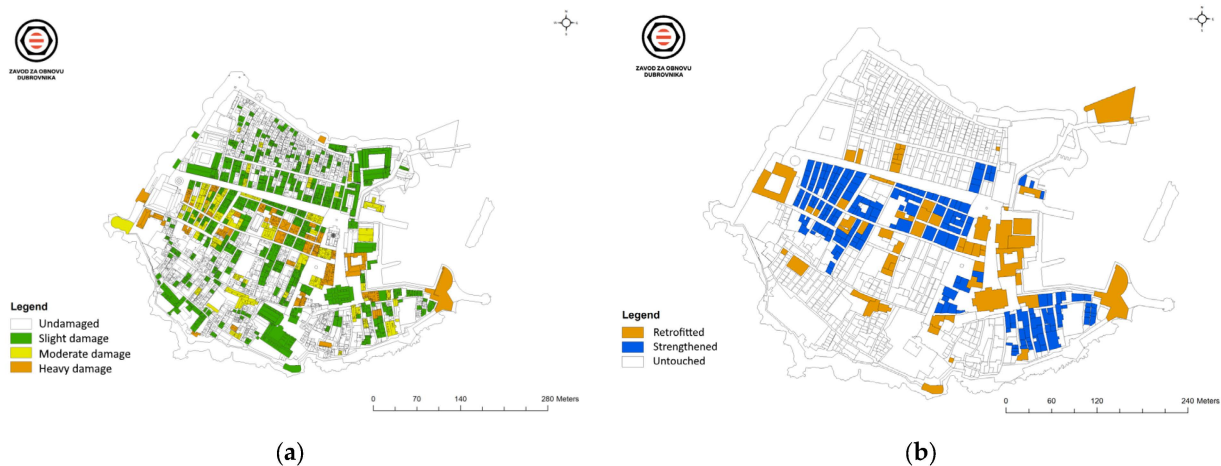 ZAVOD ZA OBNOVU
DUBROVNIKA
N
S
Legend
Undamaged
Slight damage
Moderate damage
Heavy damage
0 70 140 280 Meters
(a)
ZAVOD ZA OBNOVU
DUBROVNIKA
N
S
Legend
Retrofitted
Strengthened
Untouched
0 60 120 240 Meters
(b)